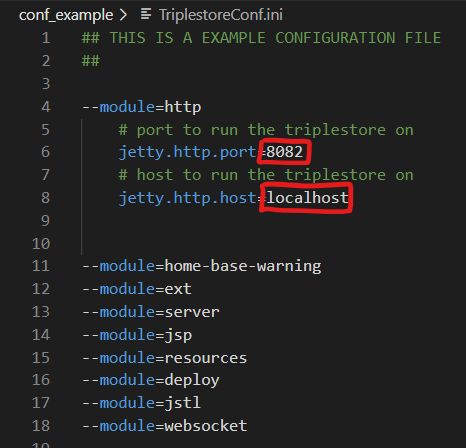 conf_example > TriplestoreConf.ini
1 ## THIS IS A EXAMPLE CONFIGURATION FILE
2 ##
3
4 --module=http
5 # port to run the triplestore on
6 jetty.http.port=8082
7 # host to run the triplestore on
8 jetty.http.host=localhost
9
10
11 --module=home-base-warning
12 --module=ext
13 --module=server
14 --module=jsp
15 --module=resources
16 --module=deploy
17 --module=jstl
18 --module=websocket